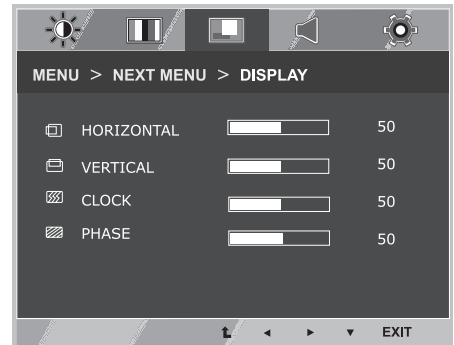 MENU > NEXT MENU > DISPLAY
HORIZONTAL 50
VERTICAL 50
CLOCK 50
PHASE 50
EXIT